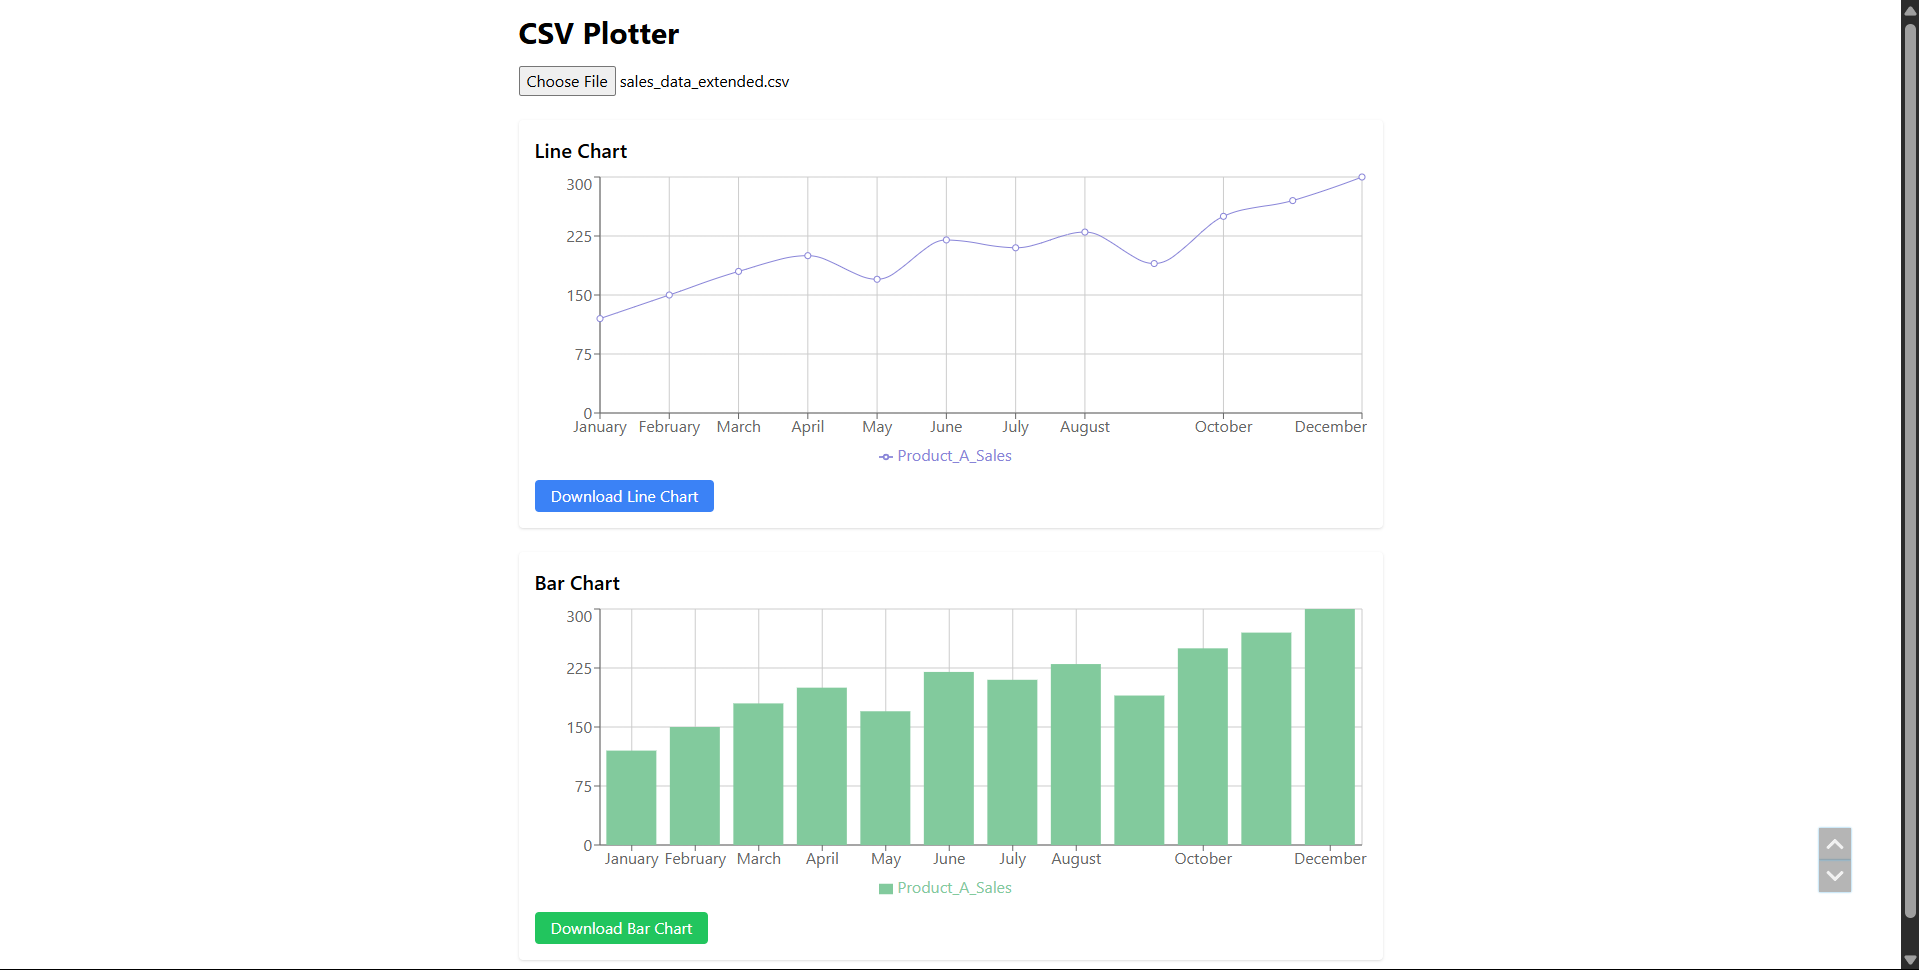 CSV Plotter
Choose File sales_data_extended.csv
Line Chart
300
225
150
75
0
January February March April May June July August October December
Product_A_Sales
Download Line Chart
Bar Chart
300
225
150
75
0
January February March April May June July August October December
Product_A_Sales
Download Bar Chart